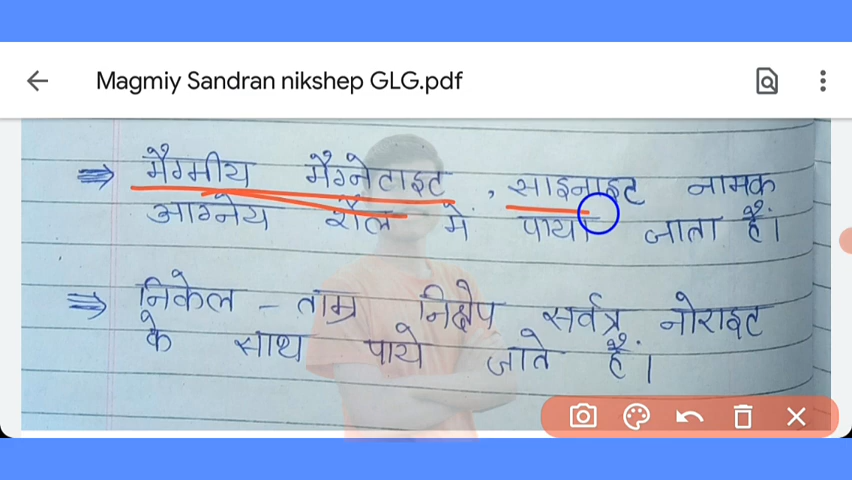 Magmiy Sandran nikshep GLG.pdf
⇒ मैग्मीय मैग्नेटाइट , साइनाइट नामक
आग्नेय शैल में पाया जाता है।
⇒ निकेल - ताम्र निक्षेप सर्वत्र नोराइट
के साथ पाये जाते हैं।